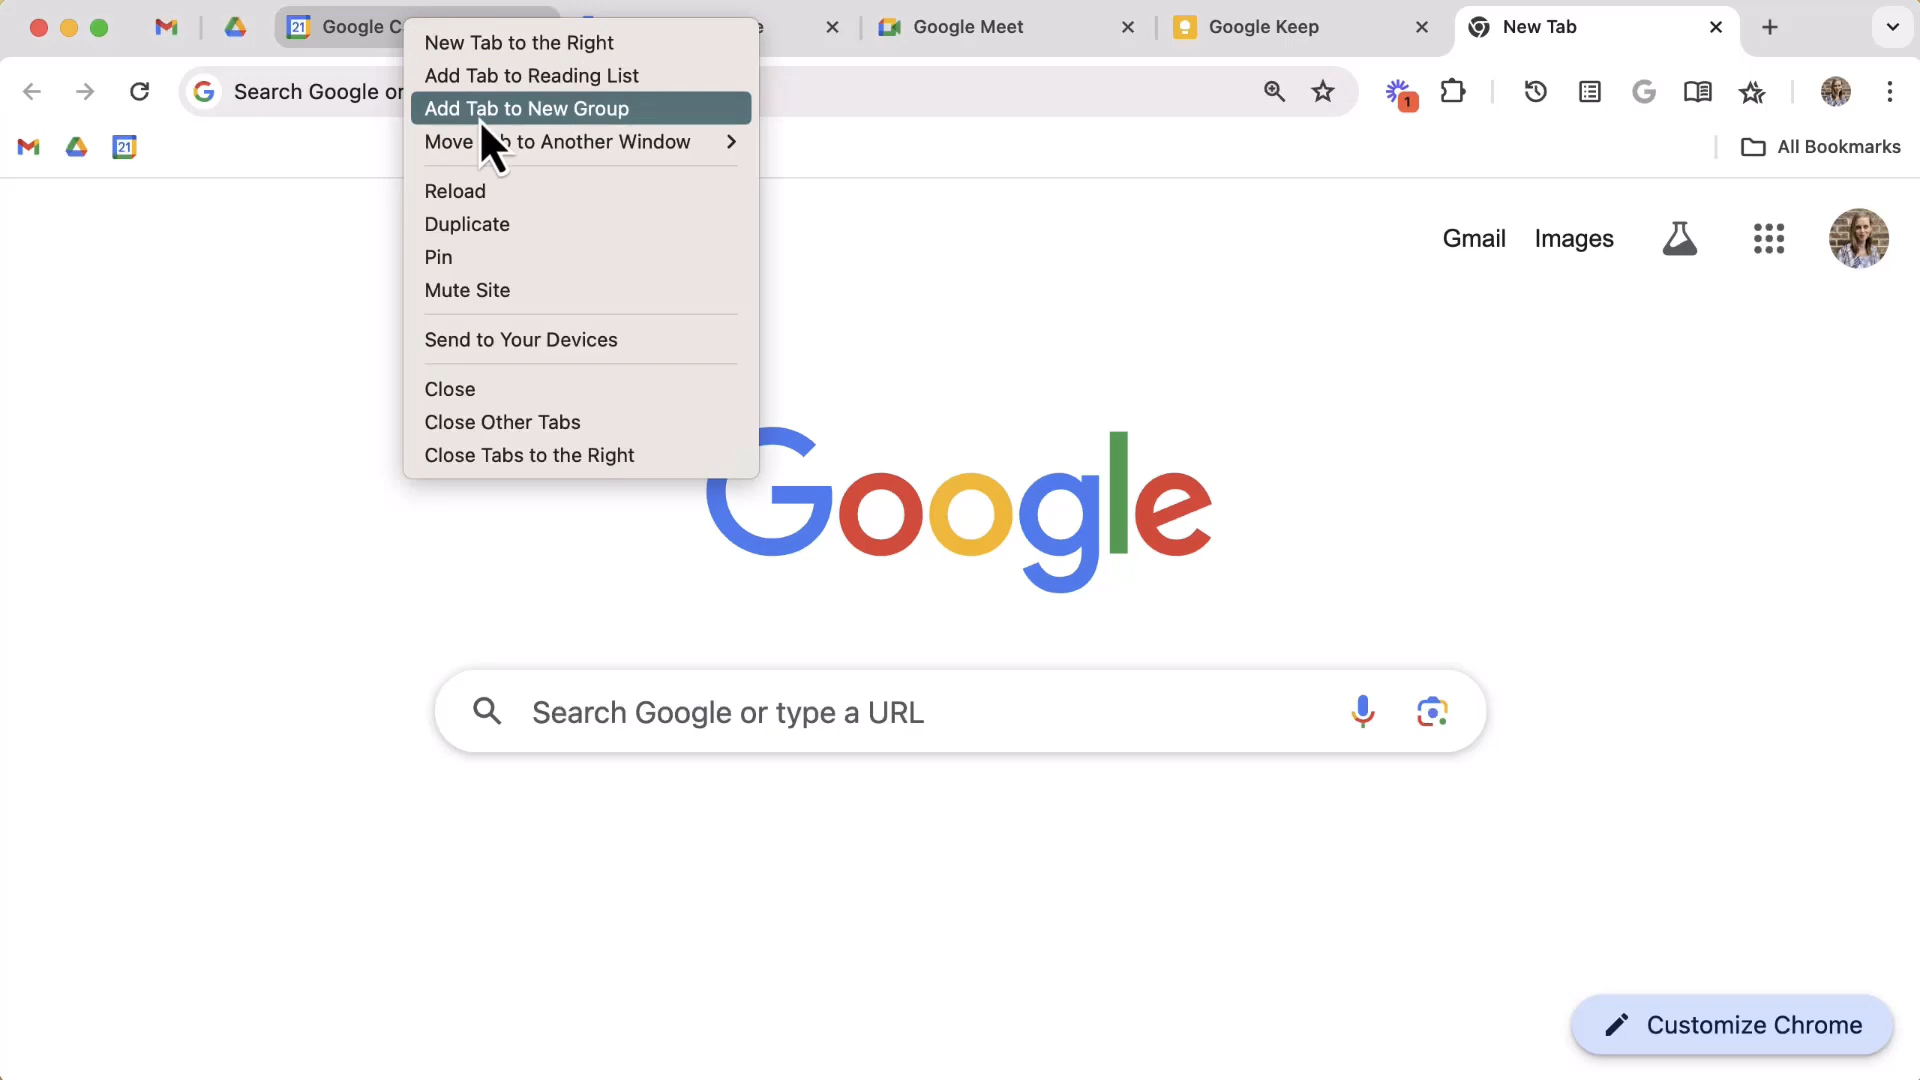 21 Google C
e
Google Meet
Google Keep
New Tab
Search Google or
1
21
All Bookmarks
New Tab to the Right
Add Tab to Reading List
Add Tab to New Group
Move to Another Window
Reload
Duplicate
Pin
Mute Site
Send to Your Devices
Close
Close Other Tabs
Close Tabs to the Right
Gmail Images
Google
Search Google or type a URL
Customize Chrome